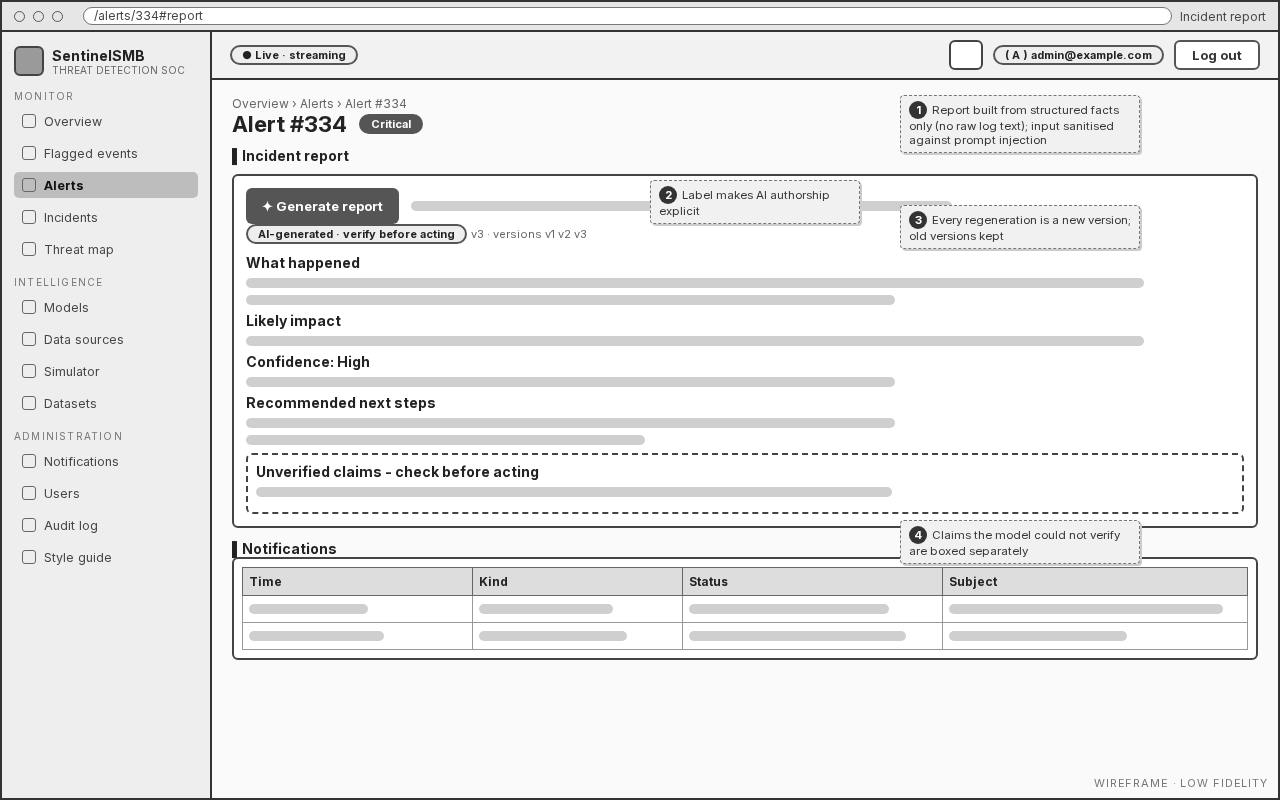 /alerts/334#report
Incident report
SentinelSMB
THREAT DETECTION SOC
MONITOR
Overview
Flagged events
Alerts
Incidents
Threat map
INTELLIGENCE
Models
Data sources
Simulator
Datasets
ADMINISTRATION
Notifications
Users
Audit log
Style guide
● Live · streaming
( A ) admin@example.com
Log out
Overview › Alerts › Alert #334
Alert #334
Critical
1 Report built from structured facts
only (no raw log text); input sanitised
against prompt injection
Incident report
✦ Generate report
2 Label makes AI authorship
explicit
3 Every regeneration is a new version;
old versions kept
AI-generated · verify before acting
v3 · versions v1 v2 v3
What happened
Likely impact
Confidence: High
Recommended next steps
Unverified claims - check before acting
4 Claims the model could not verify
are boxed separately
Notifications
Time
Kind
Status
Subject
WIREFRAME · LOW FIDELITY